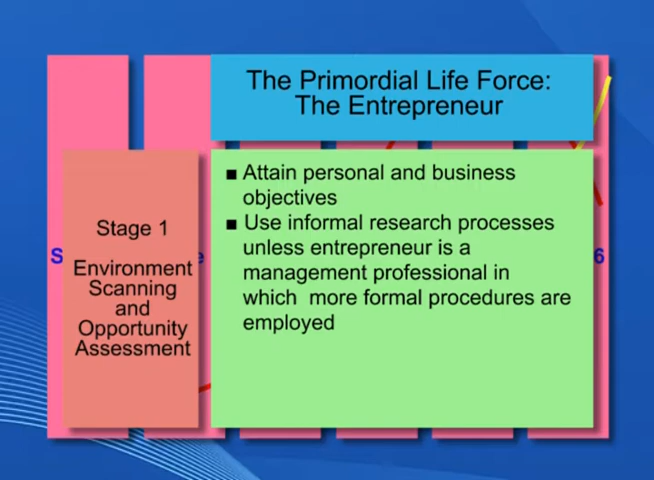 The Primordial Life Force:
The Entrepreneur
Stage 1
Environment
Scanning
and
Opportunity
Assessment
■ Attain personal and business
objectives
■ Use informal research processes
unless entrepreneur is a
management professional in
which more formal procedures are
employed
S
e
6